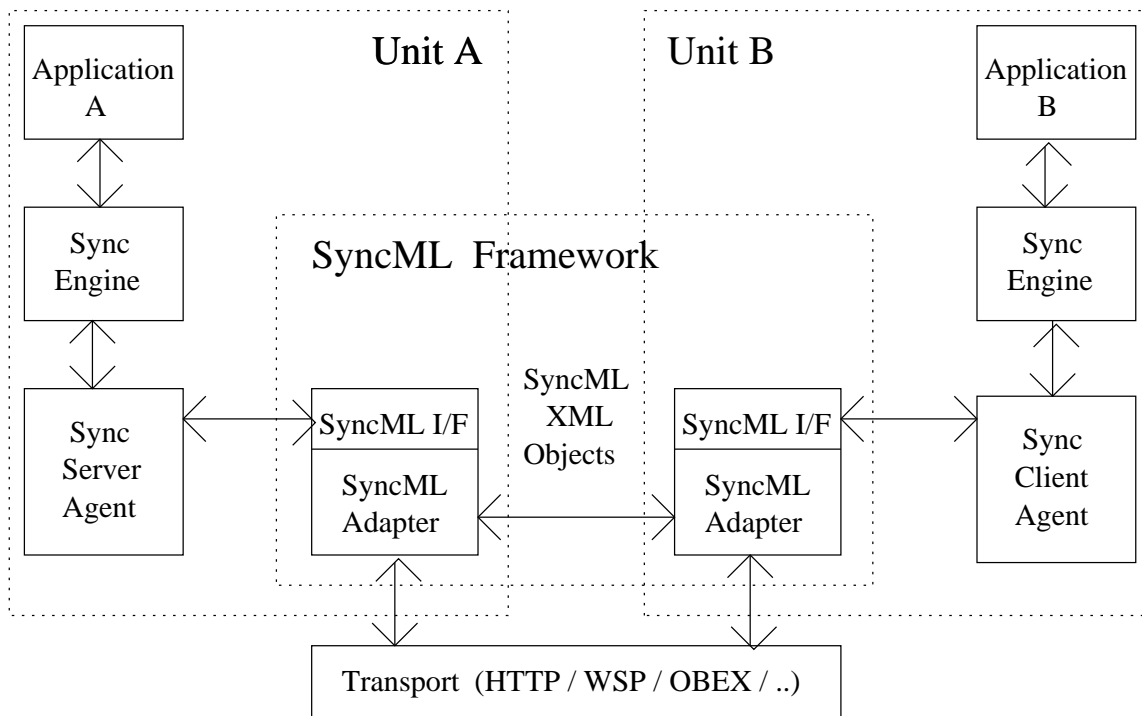 Unit A
Unit B
Application
A
Application
B
Sync
Engine
Sync
Engine
SyncML Framework
SyncML
XML
Objects
Sync
Server
Agent
SyncML I/F
SyncML
Adapter
SyncML I/F
SyncML
Adapter
Sync
Client
Agent
Transport (HTTP / WSP / OBEX / ..)